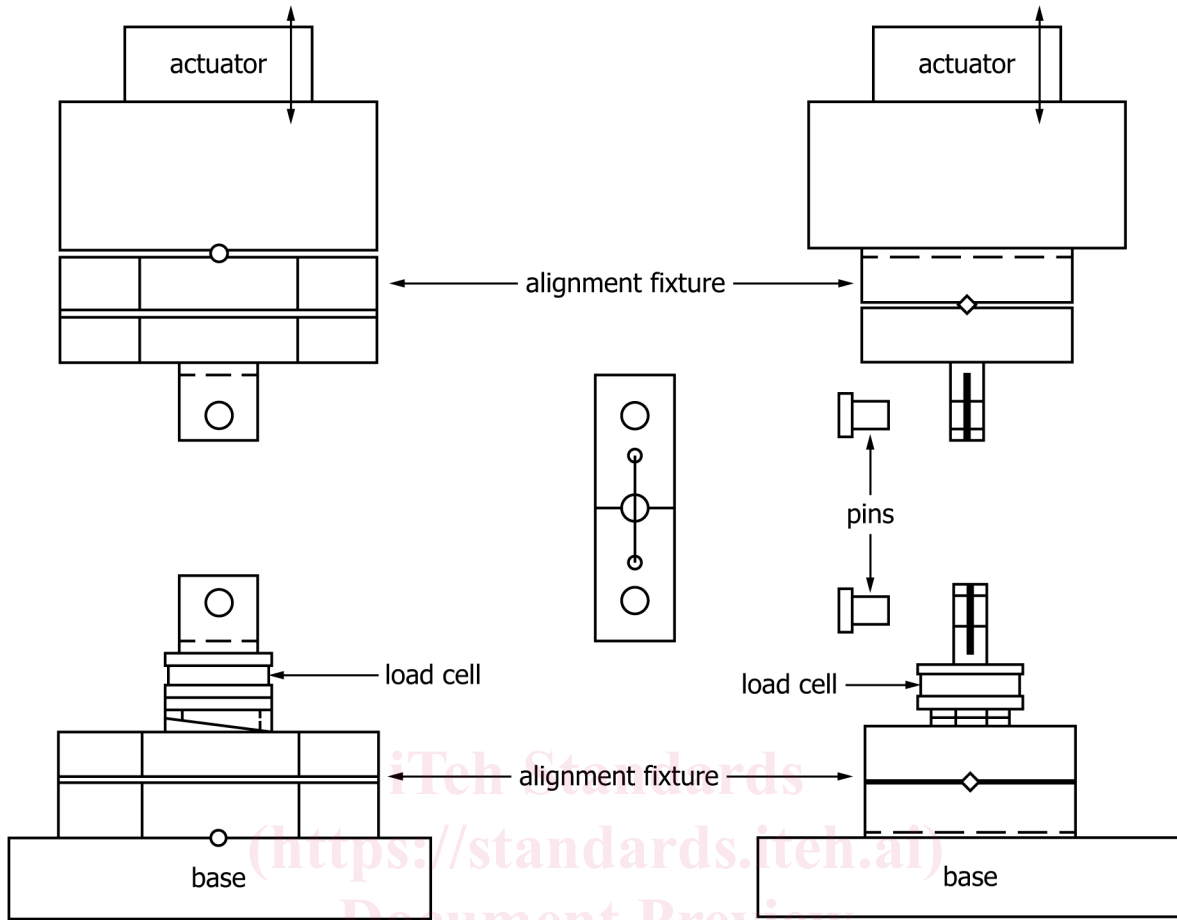 actuator
actuator
alignment fixture
pins
load cell
load cell
alignment fixture
iTeh Standards
(https://standards.iteh.ai)
base
base
Document Preview